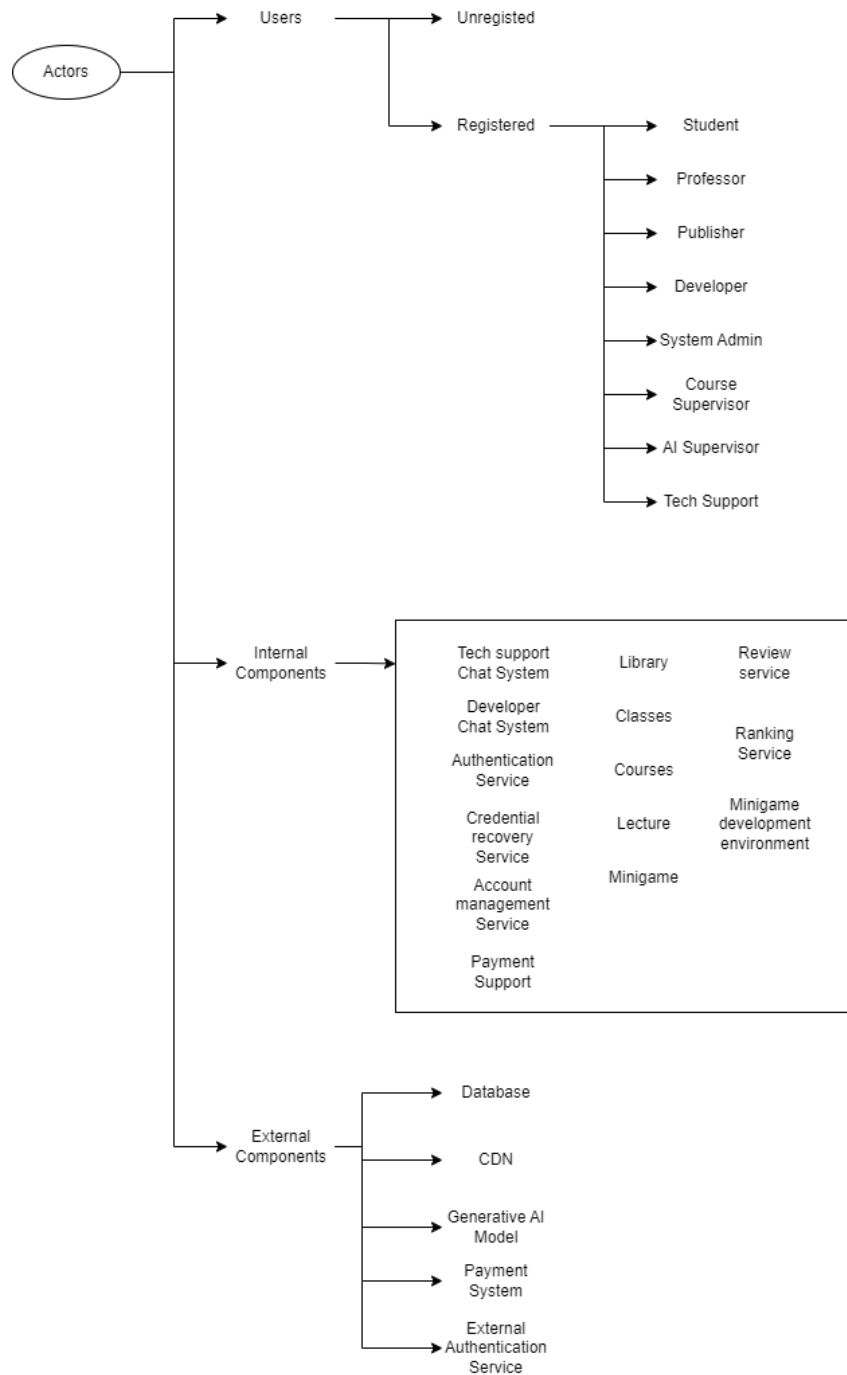 Users
Unregisted
Actors
Registered
Student
Professor
Publisher
Developer
System Admin
Course
Supervisor
AI Supervisor
Tech Support
Internal
Components
Tech support
Chat System
Developer
Chat System
Authentication
Service
Credential
recovery
Service
Account
management
Service
Payment
Support
Library
Classes
Courses
Lecture
Minigame
Review
service
Ranking
Service
Minigame
development
environment
External
Components
Database
CDN
Generative AI
Model
Payment
System
External
Authentication
Service